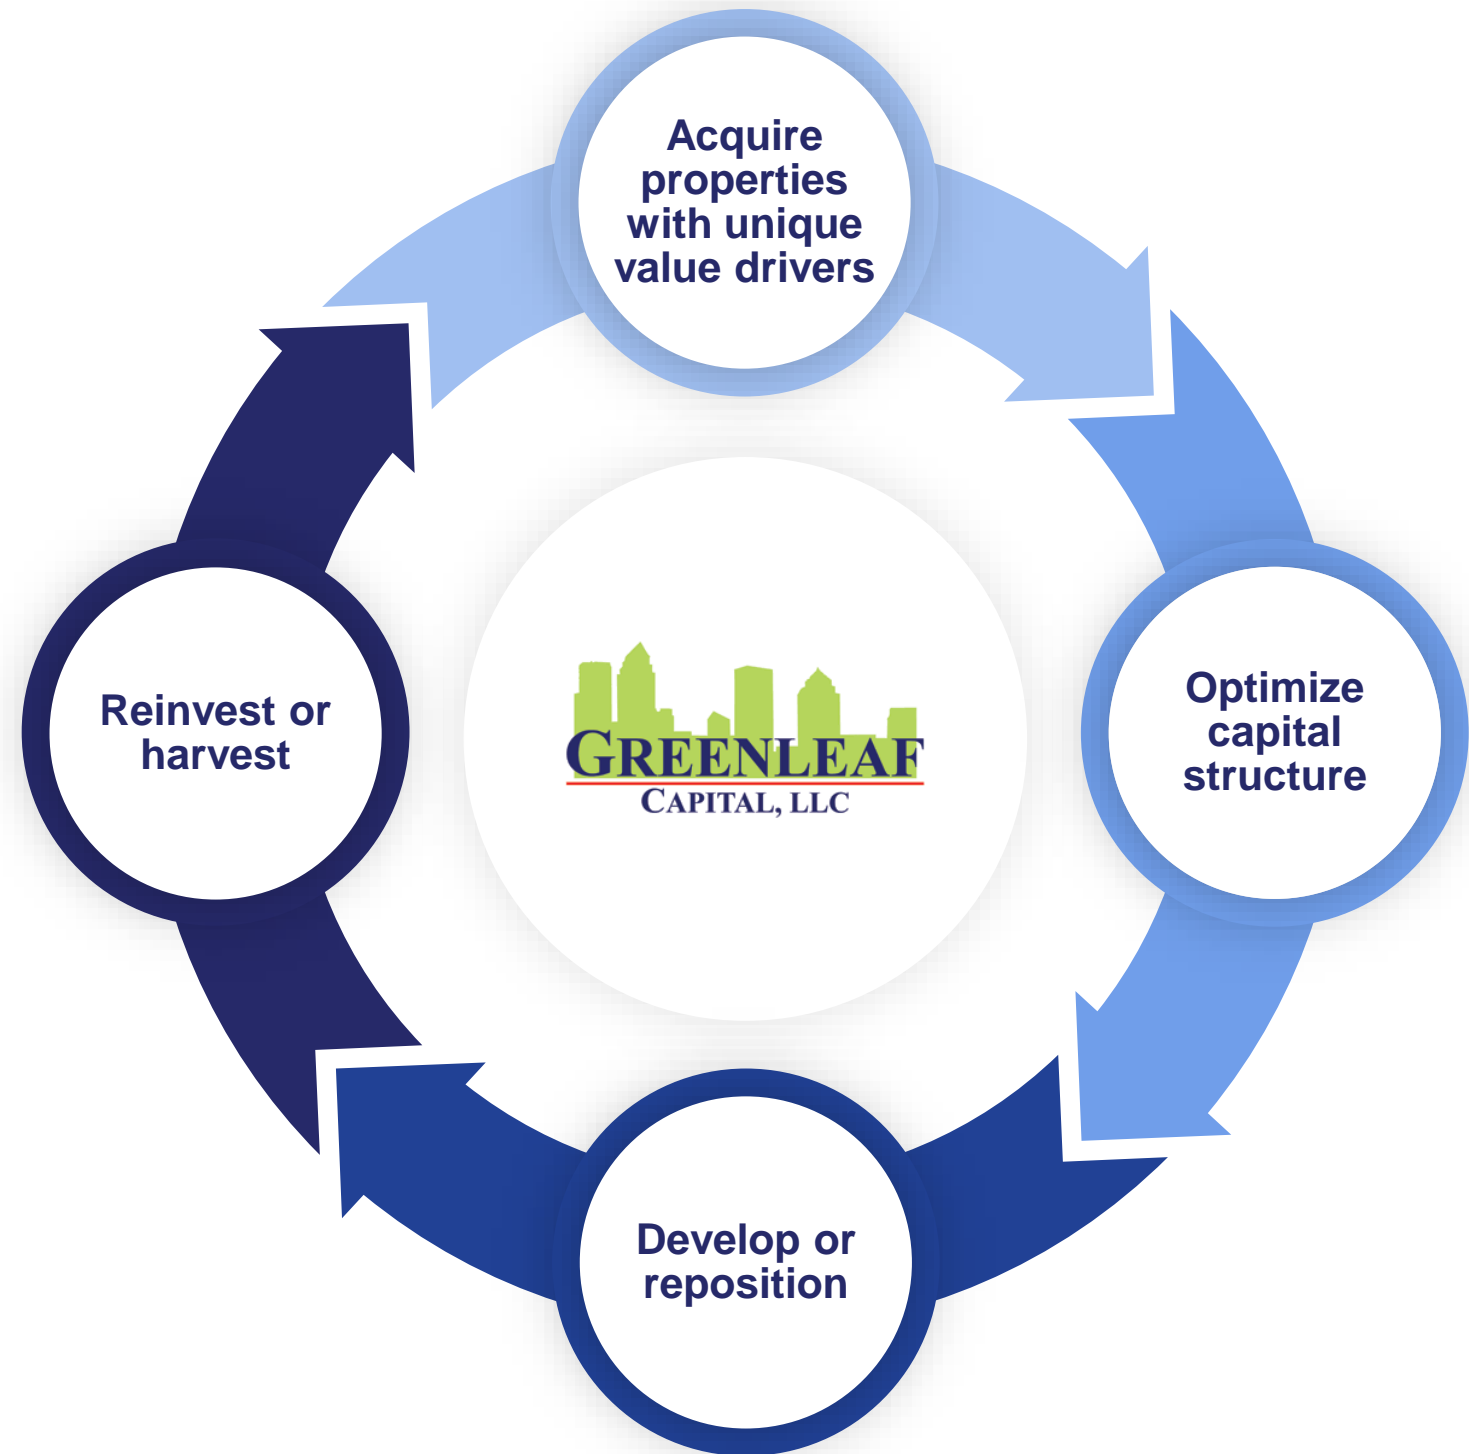 Acquire
properties
with unique
value drivers
Optimize
capital
structure
Develop or
reposition
Reinvest or
harvest
GREENLEAF
CAPITAL, LLC